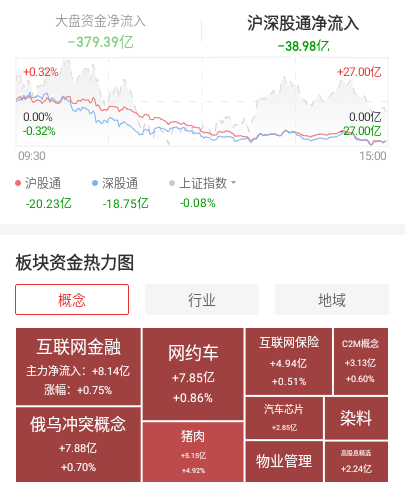 大盘资金净流入
沪深股通净流入
-379.39亿
-38.98亿
+0.32%
+27.00亿
0.00%
0.00亿
-0.32%
-27.00亿
09:30
15:00
沪股通
深股通
上证指数
-20.23亿
-18.75亿
-0.08%
板块资金热力图
概念
行业
地域
互联网金融
主力净流入：+8.14亿
涨幅：+0.75%
俄乌冲突概念
+7.88亿
+0.70%
网约车
+7.85亿
+0.86%
猪肉
+5.15亿
+4.92%
互联网保险
+4.94亿
+0.51%
C2M概念
+3.13亿
+0.60%
汽车芯片
+2.85亿
染料
物业管理
高股息精选
+2.24亿